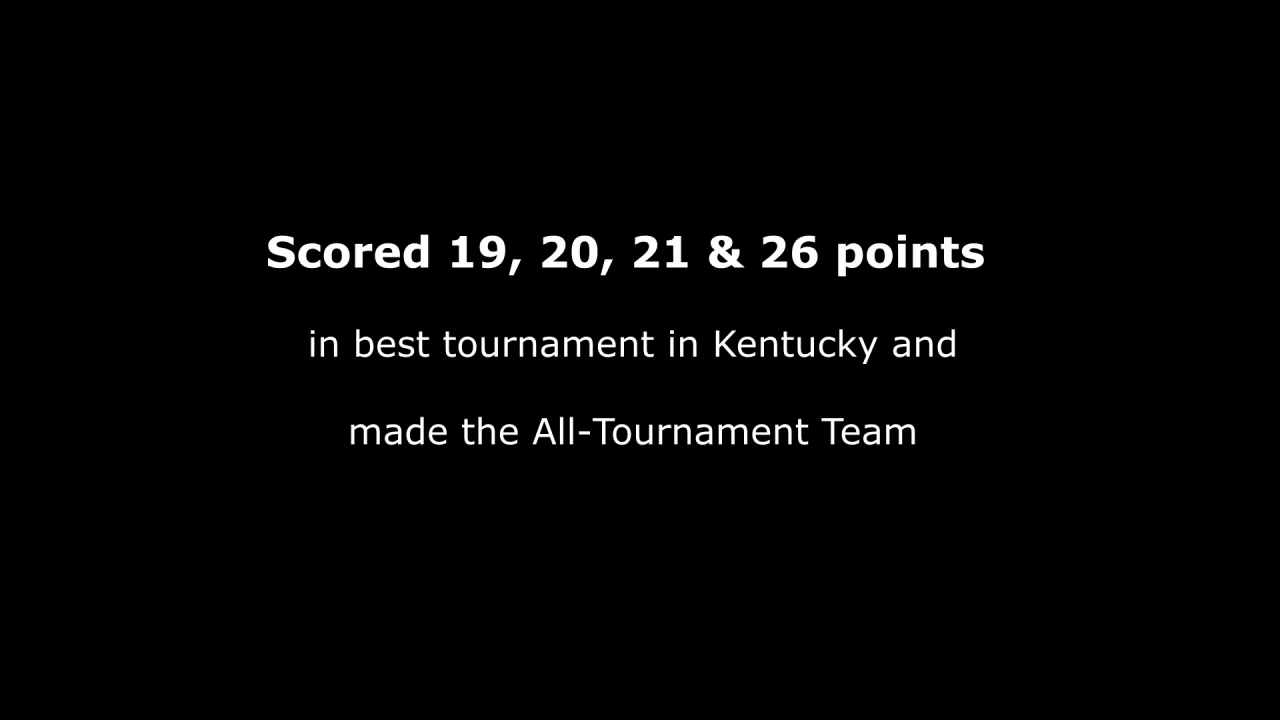 Scored 19, 20, 21 & 26 points
in best tournament in Kentucky and
made the All-Tournament Team